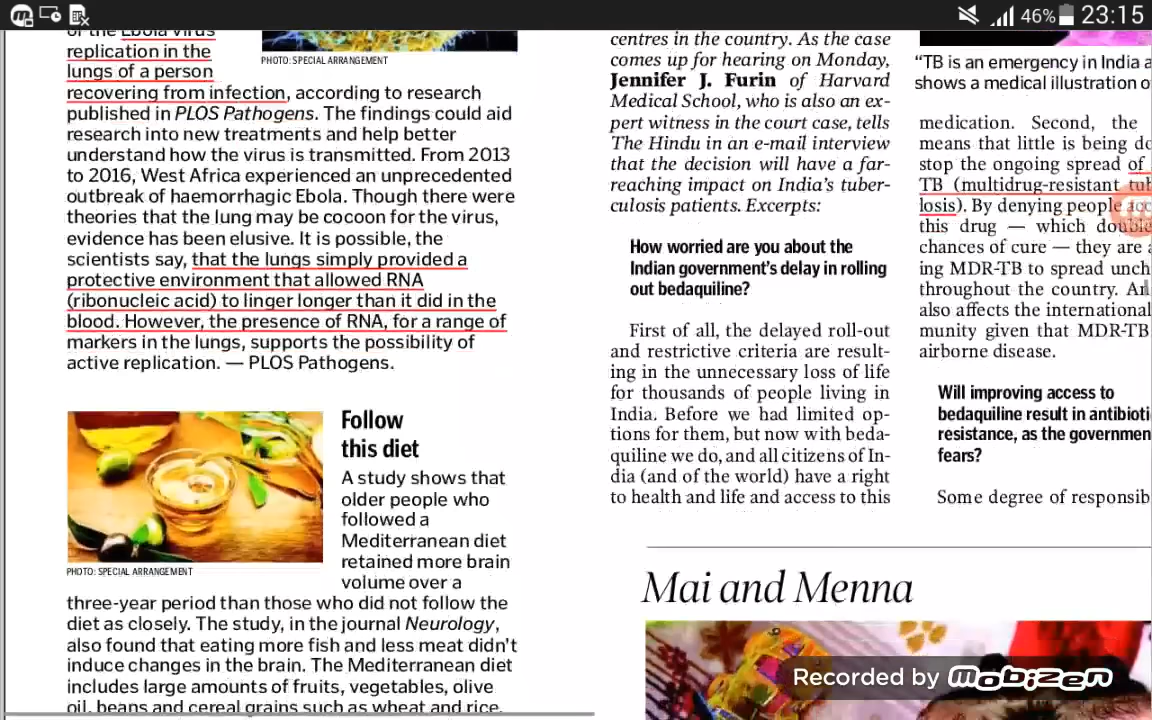 46%
23:15
of the Ebola virus
replication in the
lungs of a person
recovering from infection, according to research
published in PLOS Pathogens. The findings could aid
research into new treatments and help better
understand how the virus is transmitted. From 2013
to 2016, West Africa experienced an unprecedented
outbreak of haemorrhagic Ebola. Though there were
theories that the lung may be cocoon for the virus,
evidence has been elusive. It is possible, the
scientists say, that the lungs simply provided a
protective environment that allowed RNA
(ribonucleic acid) to linger longer than it did in the
blood. However, the presence of RNA, for a range of
markers in the lungs, supports the possibility of
active replication. — PLOS Pathogens.
PHOTO: SPECIAL ARRANGEMENT
Follow
this diet
A study shows that
older people who
followed a
Mediterranean diet
retained more brain
volume over a
PHOTO: SPECIAL ARRANGEMENT
three-year period than those who did not follow the
diet as closely. The study, in the journal Neurology,
also found that eating more fish and less meat didn't
induce changes in the brain. The Mediterranean diet
includes large amounts of fruits, vegetables, olive
oil, beans and cereal grains such as wheat and rice,
centres in the country. As the case
comes up for hearing on Monday,
Jennifer J. Furin of Harvard
Medical School, who is also an ex-
pert witness in the court case, tells
The Hindu in an e-mail interview
that the decision will have a far-
reaching impact on India's tuber-
culosis patients. Excerpts:
How worried are you about the
Indian government's delay in rolling
out bedaquiline?
First of all, the delayed roll-out
and restrictive criteria are result-
ing in the unnecessary loss of life
for thousands of people living in
India. Before we had limited op-
tions for them, but now with beda-
quiline we do, and all citizens of In-
dia (and of the world) have a right
to health and life and access to this
“TB is an emergency in India a
shows a medical illustration o
medication. Second, the
means that little is being do
stop the ongoing spread of
TB (multidrug-resistant tub
losis). By denying people acc
this drug — which double
chances of cure — they are a
ing MDR-TB to spread unch
throughout the country. An
also affects the international
munity given that MDR-TB
airborne disease.
Will improving access to
bedaquiline result in antibioti
resistance, as the governmen
fears?
Some degree of responsib
Mai and Menna
Recorded by mobizen